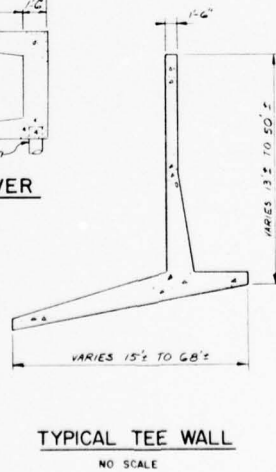 1'-6"
1'-6"
VER
VARIES 13'± TO 50'±
VARIES 15'± TO 68'±
TYPICAL TEE WALL
NO SCALE